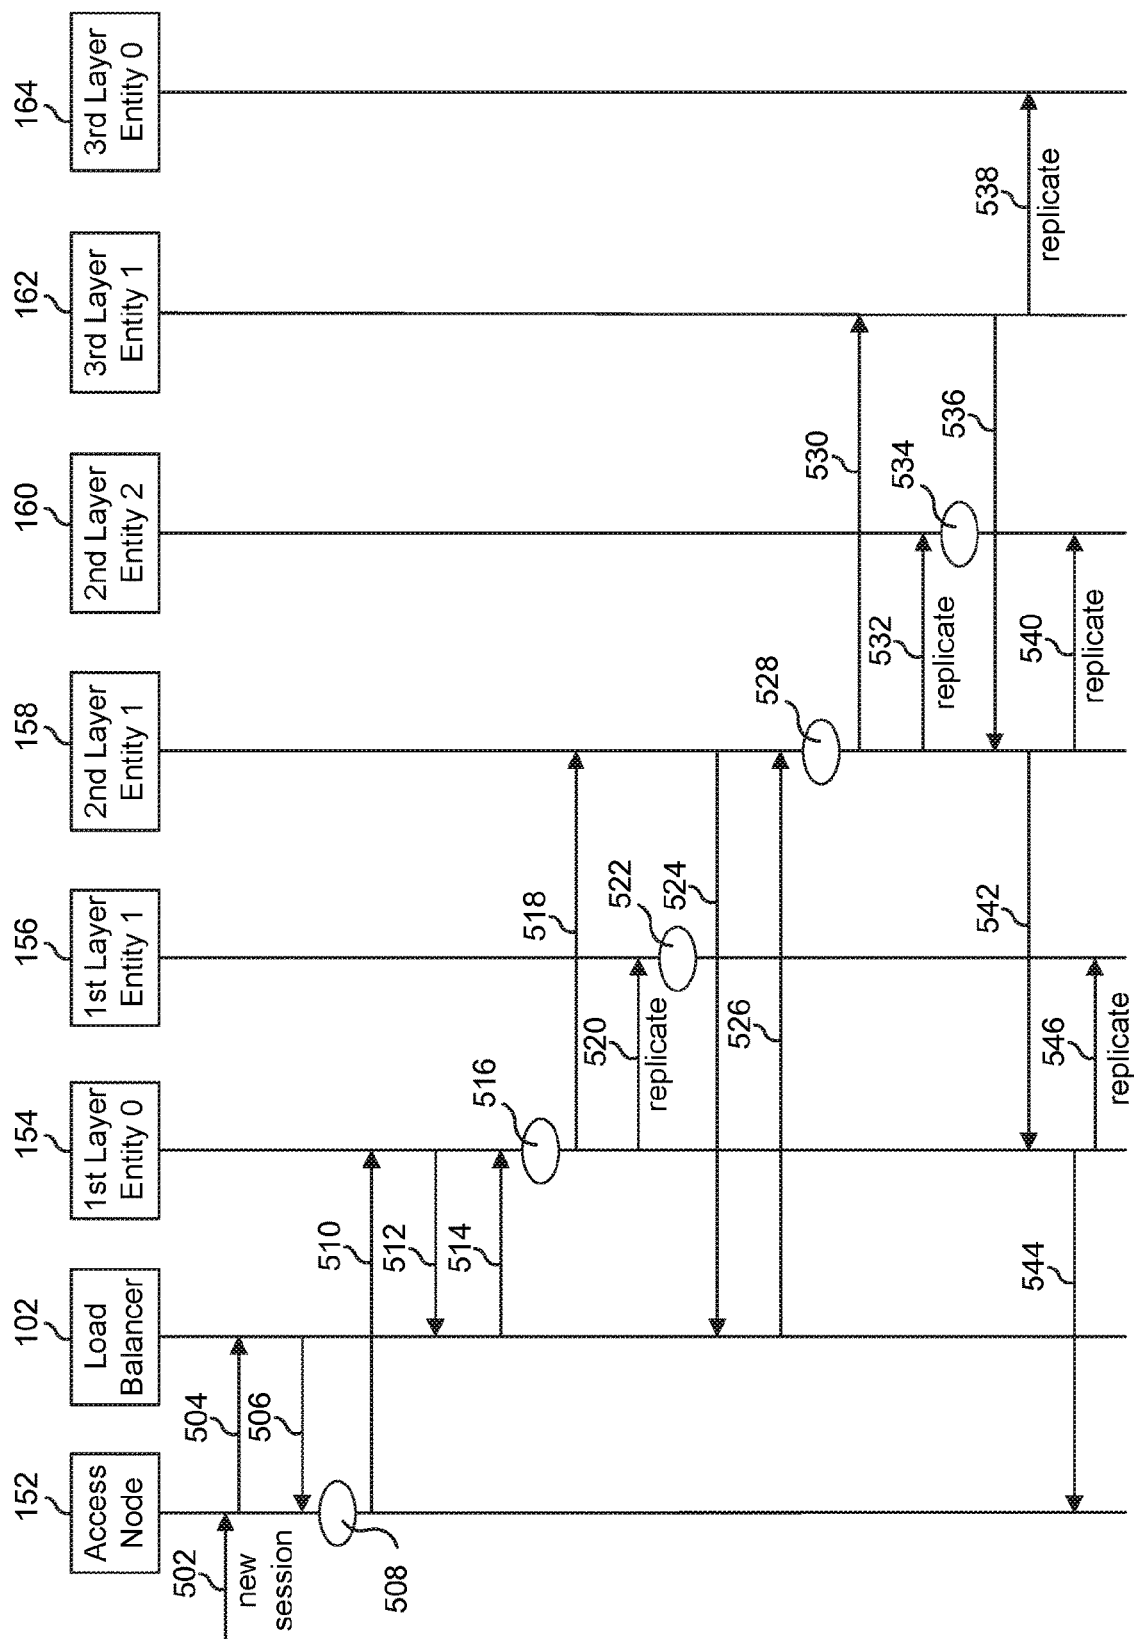 152
Access
Node
102
Load
Balancer
154
1st Layer
Entity 0
156
1st Layer
Entity 1
158
2nd Layer
Entity 1
160
2nd Layer
Entity 2
162
3rd Layer
Entity 1
164
3rd Layer
Entity 0
502
new
session
504
506
508
510
512
514
516
518
520
replicate
522
524
526
528
530
532
replicate
534
536
538
replicate
540
replicate
542
544
546
replicate